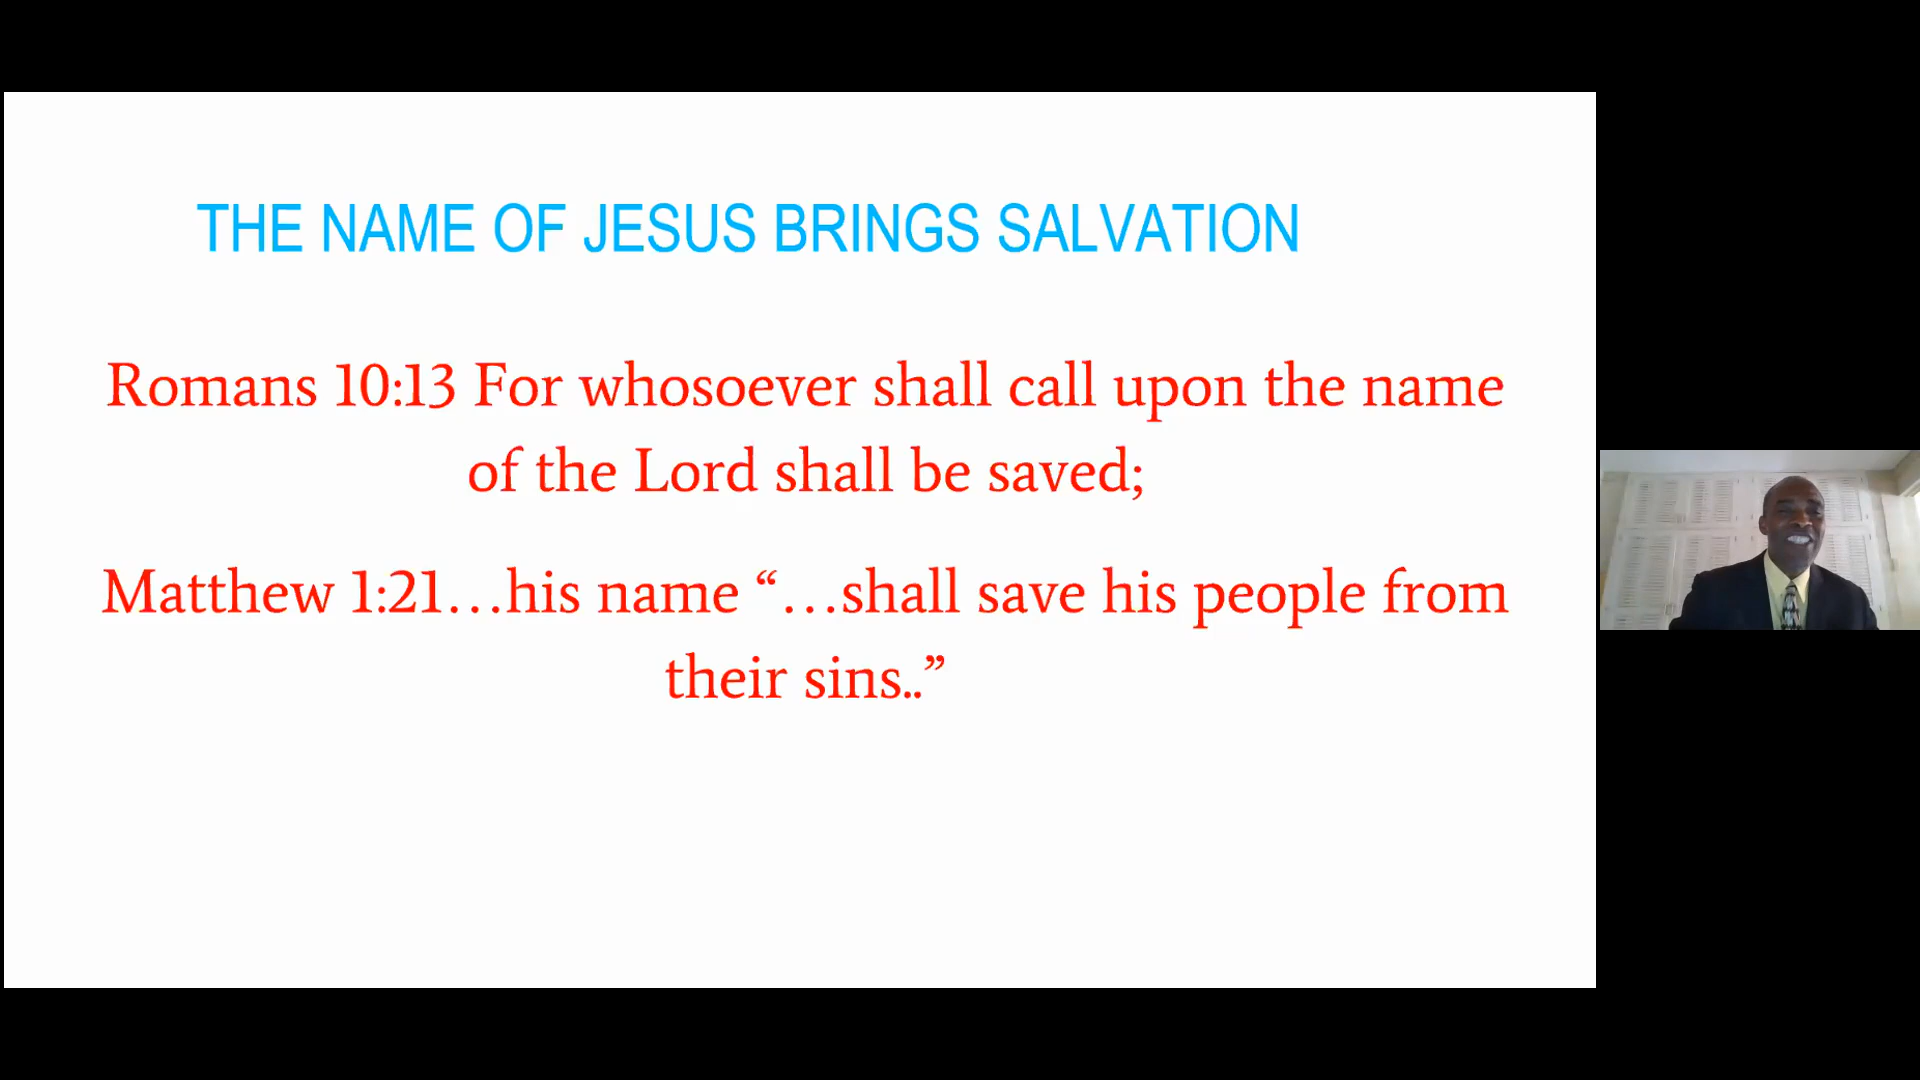 THE NAME OF JESUS BRINGS SALVATION
Romans 10:13 For whosoever shall call upon the name
of the Lord shall be saved;
Matthew 1:21…his name “…shall save his people from
their sins..”